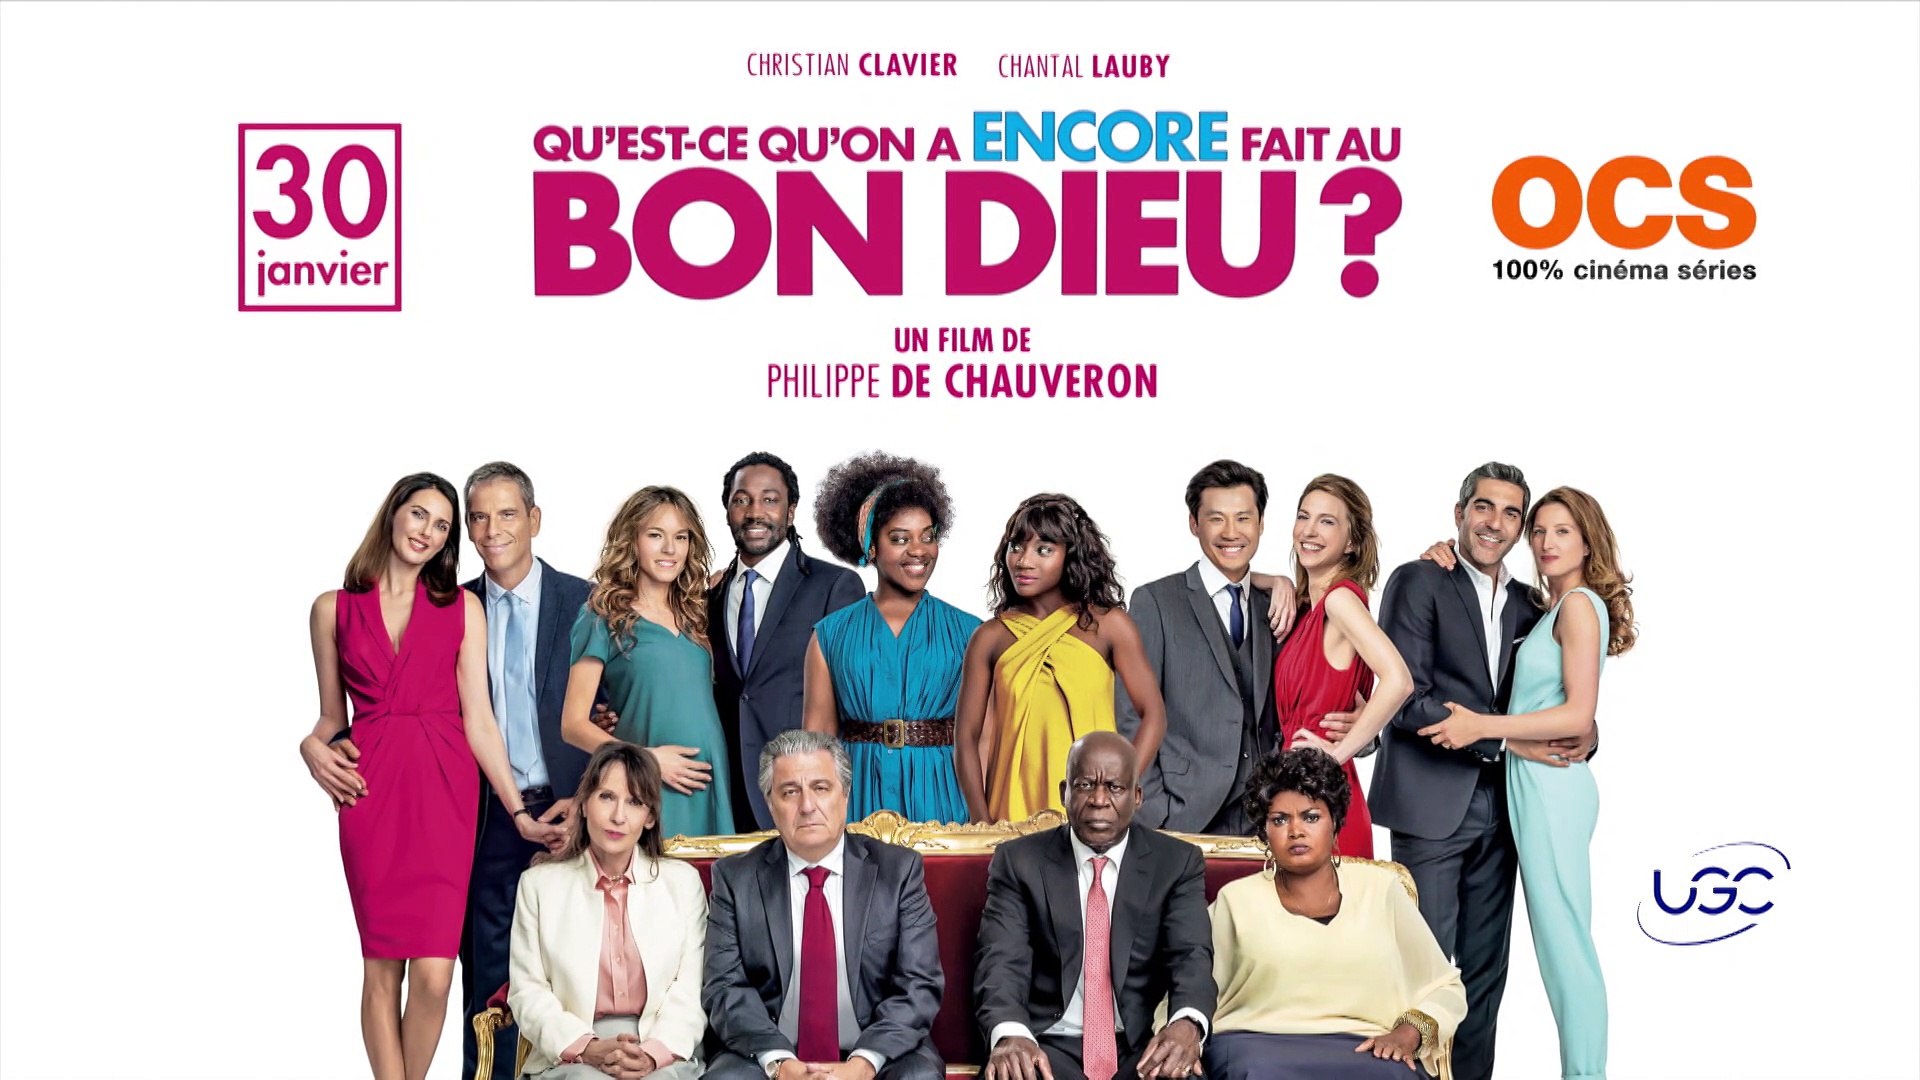 CHRISTIAN CLAVIER CHANTAL LAUBY
30
janvier
QU'EST-CE QU'ON A ENCORE FAIT AU
BON DIEU ?
OCS
100% cinéma séries
UN FILM DE
PHILIPPE DE CHAUVERON
UGC